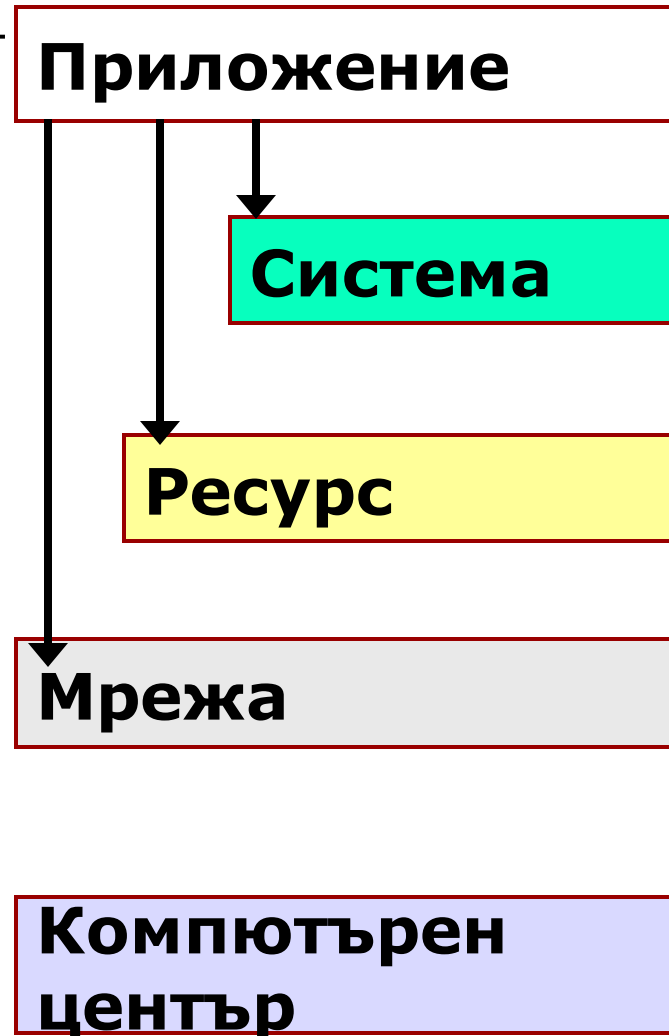 Приложение
Система
Ресурс
Мрежа
Компютърен
център